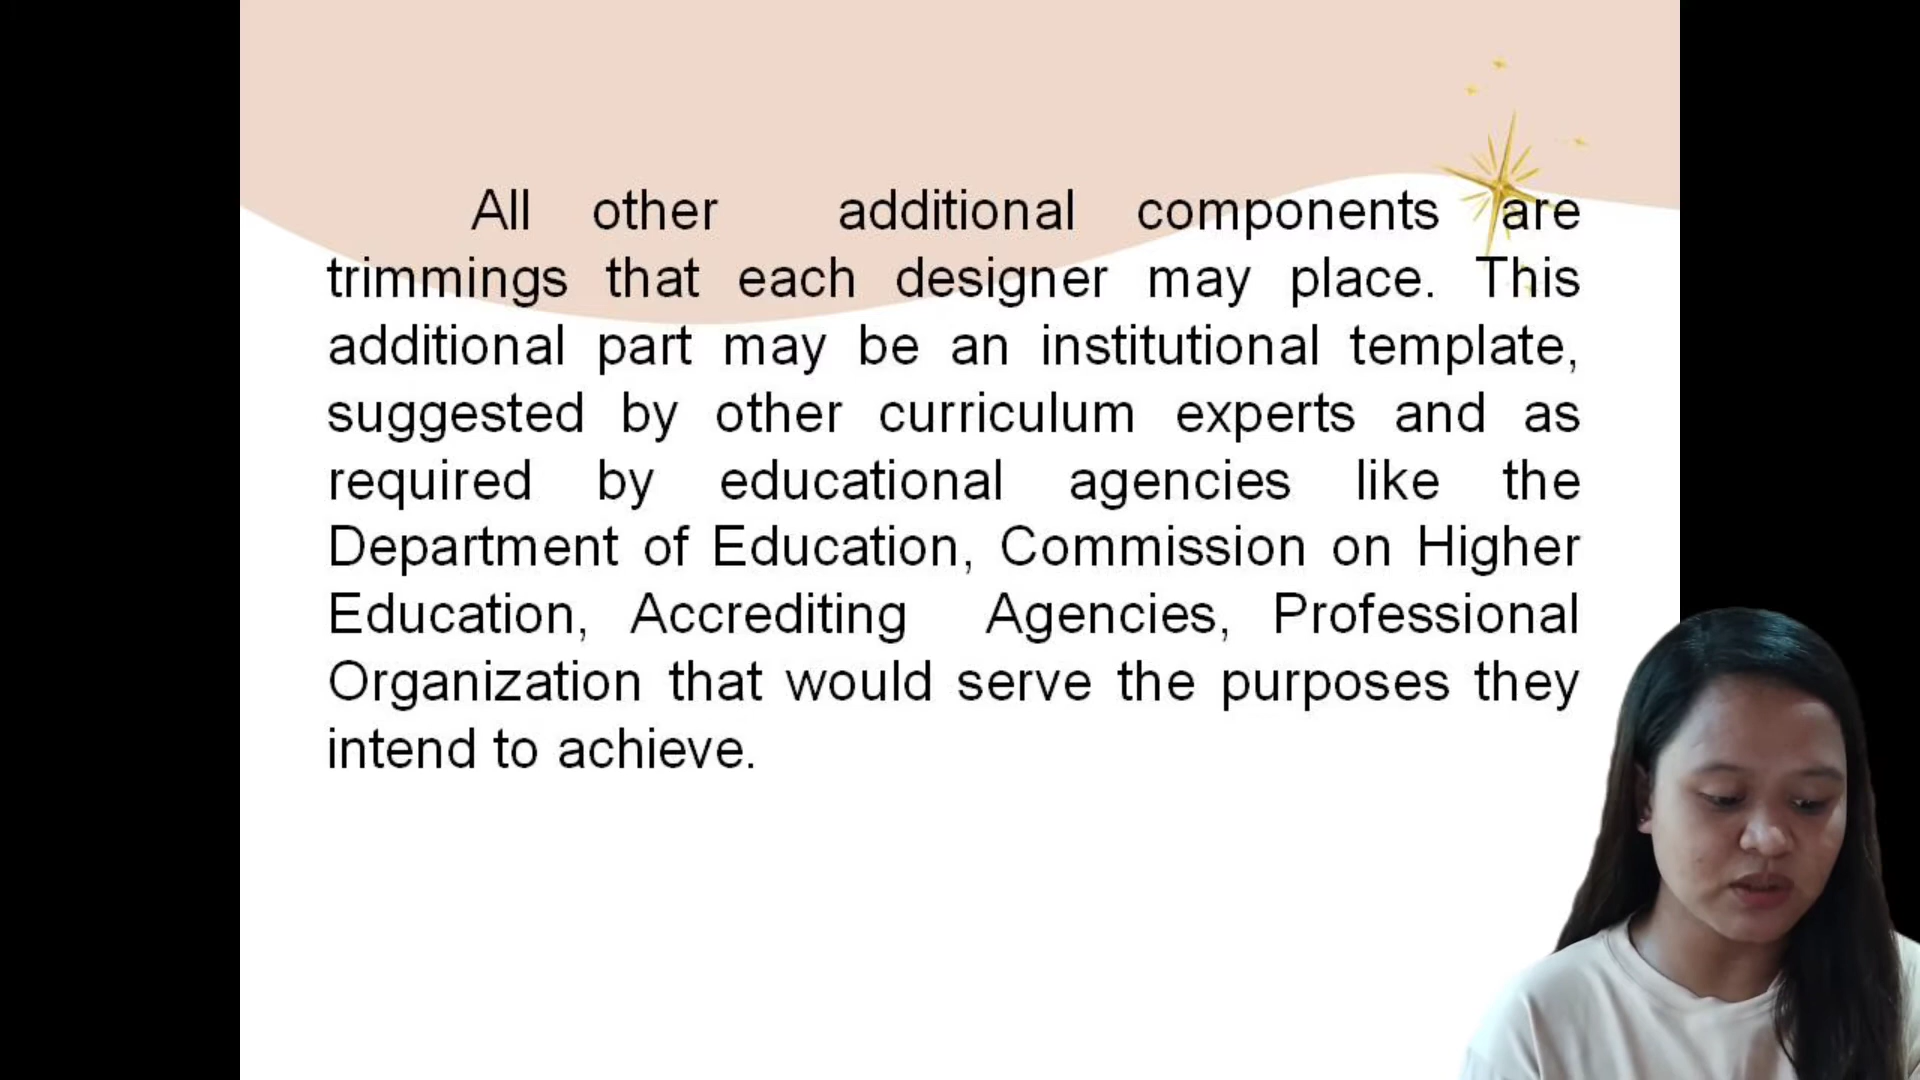 All other additional components are
trimmings that each designer may place. This
additional part may be an institutional template,
suggested by other curriculum experts and as
required by educational agencies like the
Department of Education, Commission on Higher
Education, Accrediting Agencies, Professional
Organization that would serve the purposes they
intend to achieve.